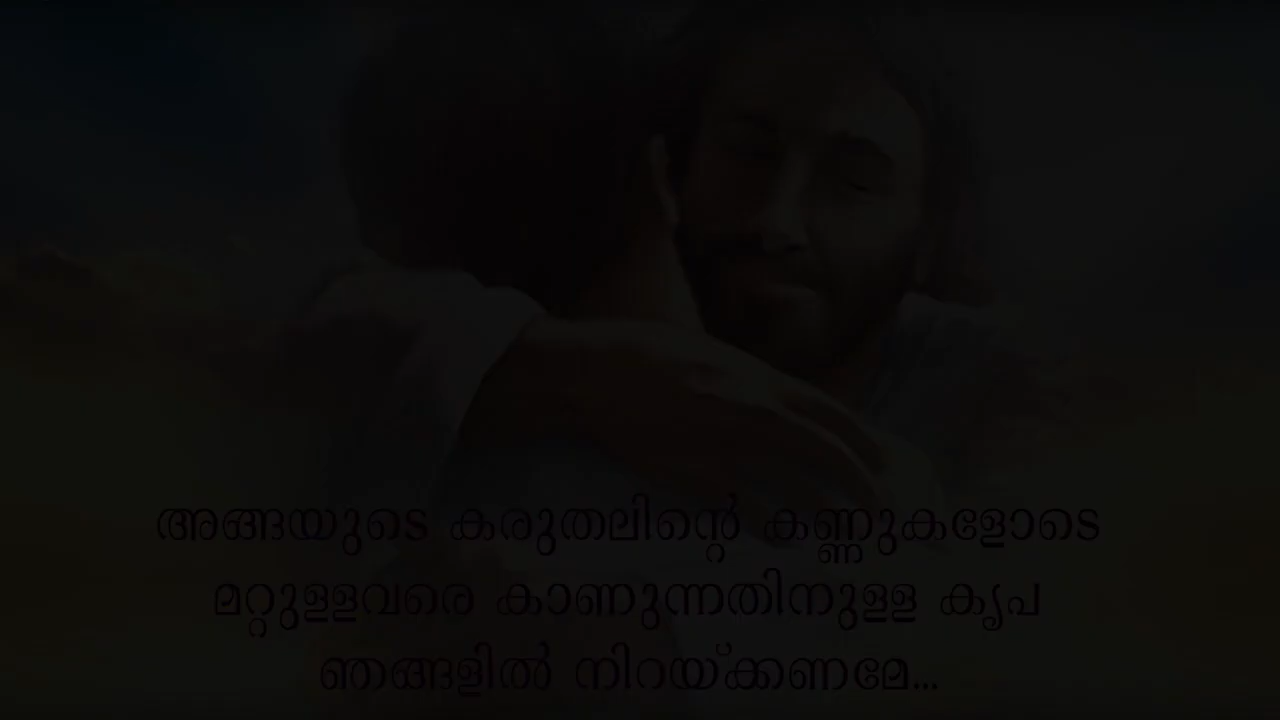 അങ്ങയുടെ കരുതലിന്റെ കണ്ണുകളോടെ
മറ്റുള്ളവരെ കാണുന്നതിനുള്ള കൃപ
ഞങ്ങളിൽ നിറയ്ക്കണമേ...